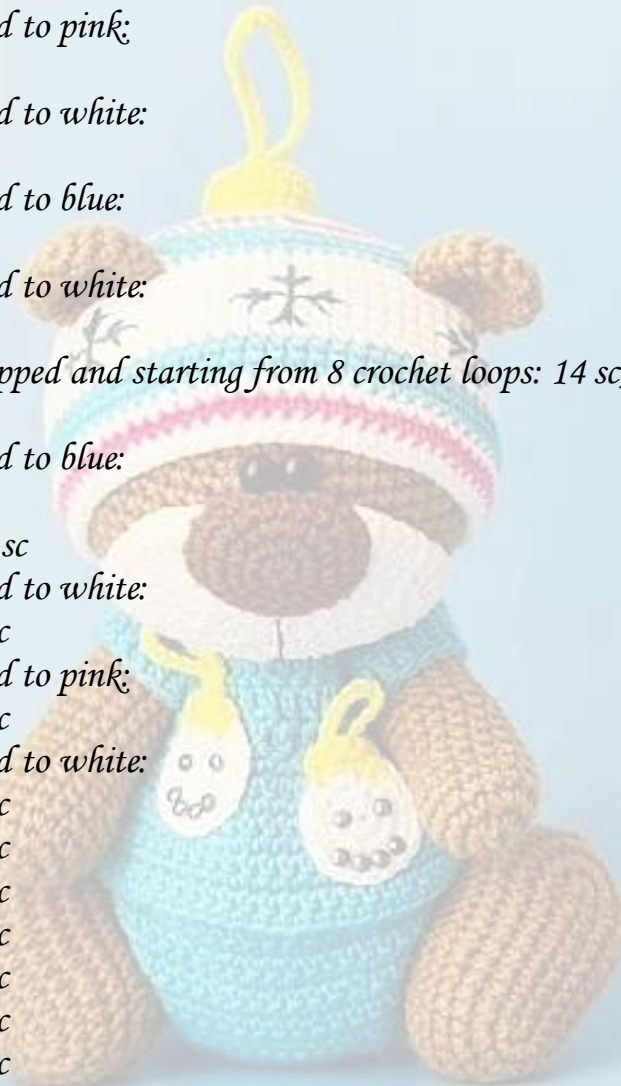 d to pink:
d to white:
d to blue:
d to white:
pped and starting from 8 crochet loops: 14 sc,
d to blue:
sc
d to white:
c
d to pink:
c
d to white:
c
c
c
c
c
c
c